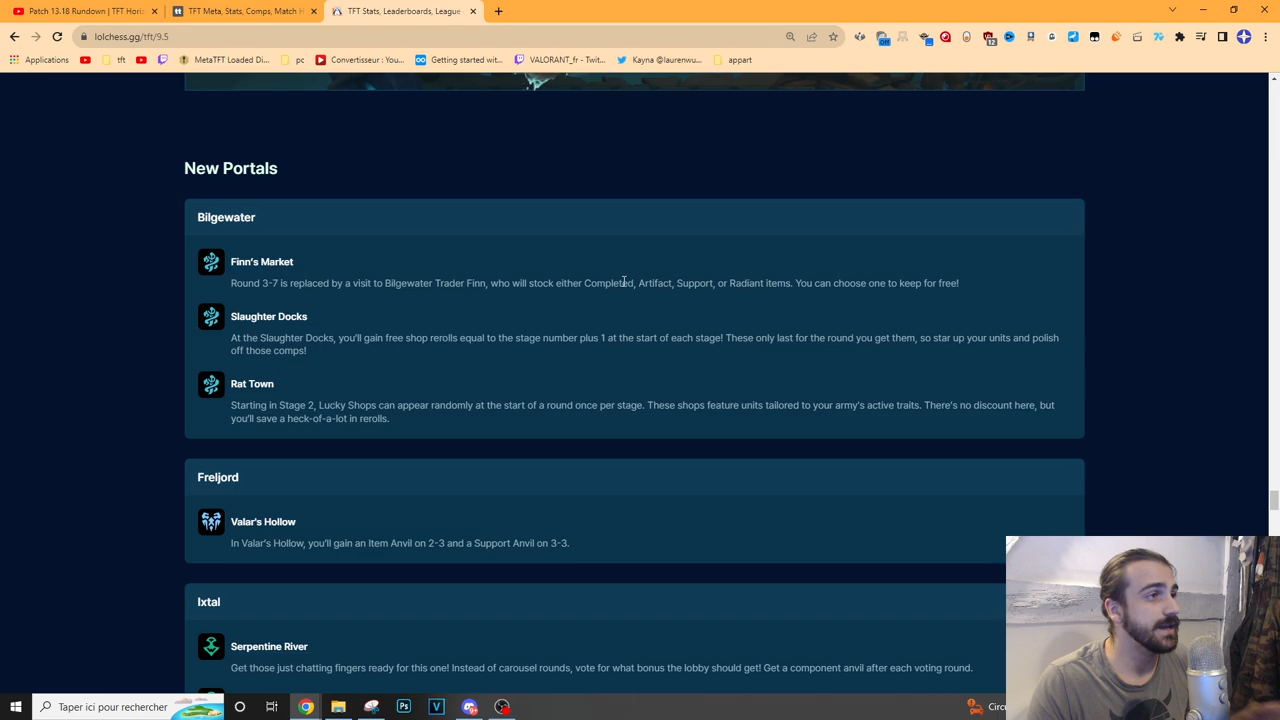 Patch 13.18 Rundown | TFT Hori
TFT Meta, Stats, Comps, Match H
TFT Stats, Leaderboards, League
lolchess.gg/tft/9.5
Applications
tft
MetaTFT Loaded Di...
pc
Convertisseur : You...
Getting started wit...
VALORANT_fr - Twit...
Kayna @laurenwu...
appart
New Portals
Bilgewater
Finn's Market
Round 3-7 is replaced by a visit to Bilgewater Trader Finn, who will stock either Completed, Artifact, Support, or Radiant items. You can choose one to keep for free!
Slaughter Docks
At the Slaughter Docks, you'll gain free shop rerolls equal to the stage number plus 1 at the start of each stage! These only last for the round you get them, so star up your units and polish
off those comps!
Rat Town
Starting in Stage 2, Lucky Shops can appear randomly at the start of a round once per stage. These shops feature units tailored to your army's active traits. There's no discount here, but
you'll save a heck-of-a-lot in rerolls.
Freljord
Valar's Hollow
In Valar's Hollow, you'll gain an Item Anvil on 2-3 and a Support Anvil on 3-3.
Ixtal
Serpentine River
Get those just chatting fingers ready for this one! Instead of carousel rounds, vote for what bonus the lobby should get! Get a component anvil after each voting round.
Taper ici pour rechercher
Ps
V
Circu